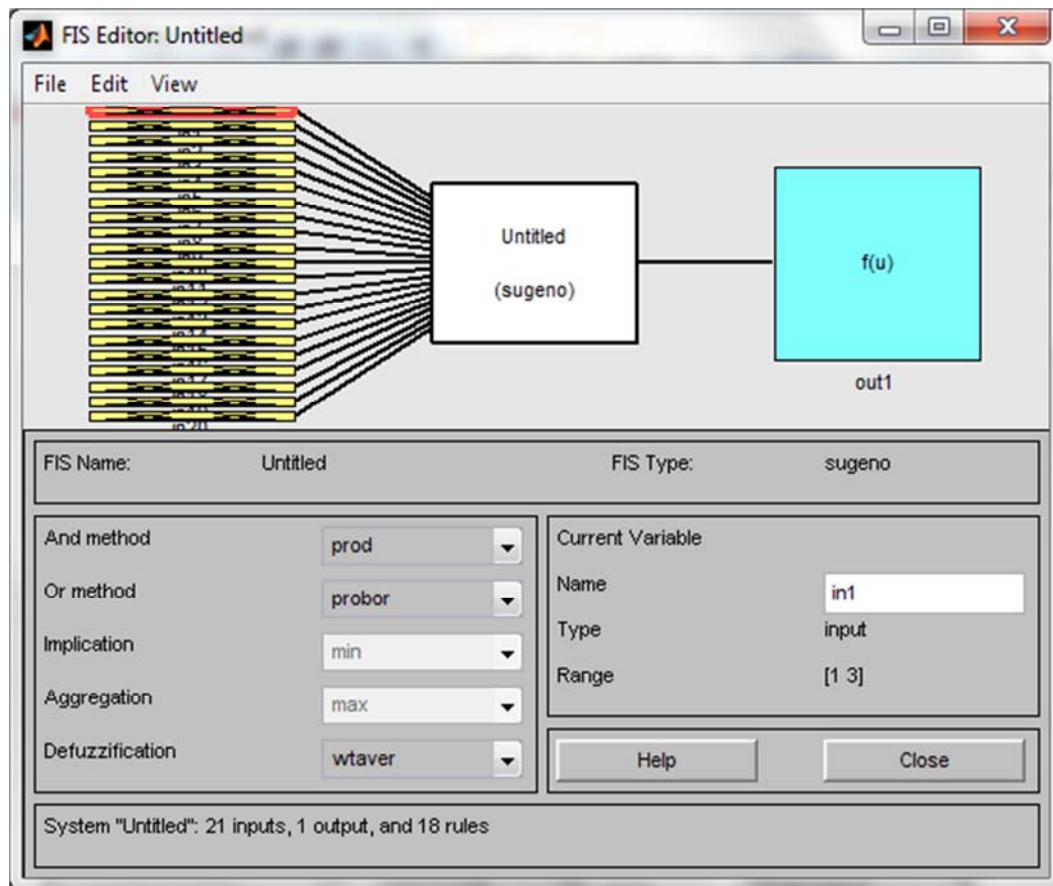 FIS Editor: Untitled
File Edit View
Untitled
(sugeno)
f(u)
out1
in20
FIS Name: Untitled FIS Type: sugeno
And method prod
Or method probor
Implication min
Aggregation max
Defuzzification wtaver
Current Variable
Name in1
Type input
Range [1 3]
Help Close
System "Untitled": 21 inputs, 1 output, and 18 rules